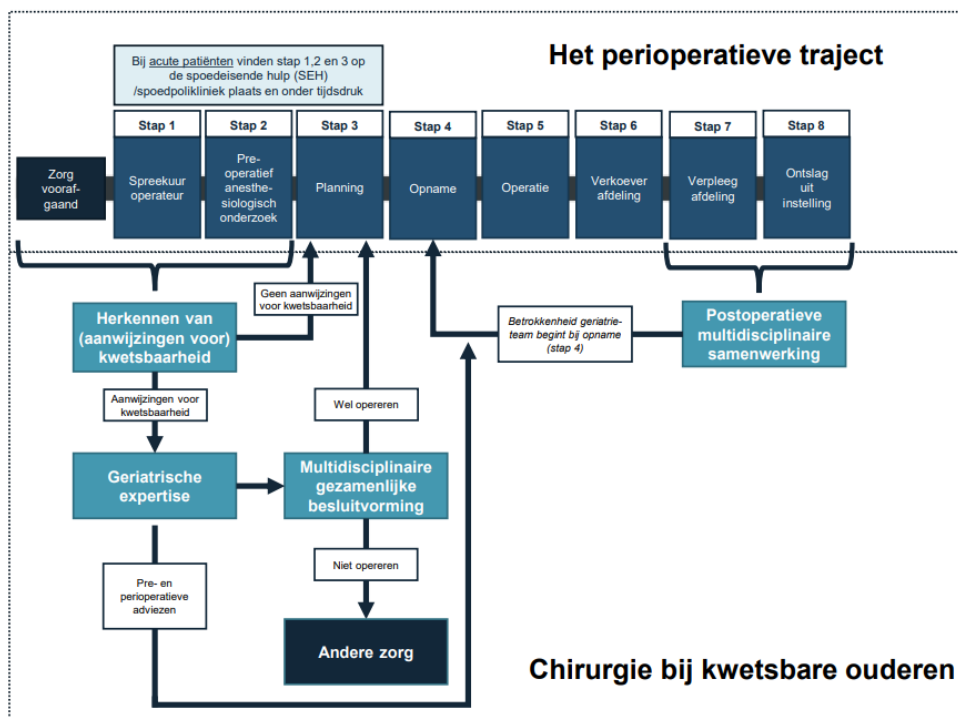 Het perioperatieve traject
Bij acute patiënten vinden stap 1,2 en 3 op
de spoedeisende hulp (SEH)
/spoedpolikliniek plaats en onder tijdsdruk
Stap 1
Stap 2
Stap 3
Stap 4
Stap 5
Stap 6
Stap 7
Stap 8
Zorg
vooraf-
gaand
Spreekuur
operateur
Pre-
operatief
anesthe-
siologisch
onderzoek
Planning
Opname
Operatie
Verkoever
afdeling
Verpleeg
afdeling
Ontslag
uit
instelling
Geen aanwijzingen
voor kwetsbaarheid
Herkennen van
(aanwijzingen voor)
kwetsbaarheid
Betrokkenheid geriatrie-
team begint bij opname
(stap 4)
Postoperatieve
multidisciplinaire
samenwerking
Aanwijzingen voor
kwetsbaarheid
Wel opereren
Geriatrische
expertise
Multidisciplinaire
gezamenlijke
besluitvorming
Niet opereren
Pre- en
perioperatieve
adviezen
Andere zorg
Chirurgie bij kwetsbare ouderen